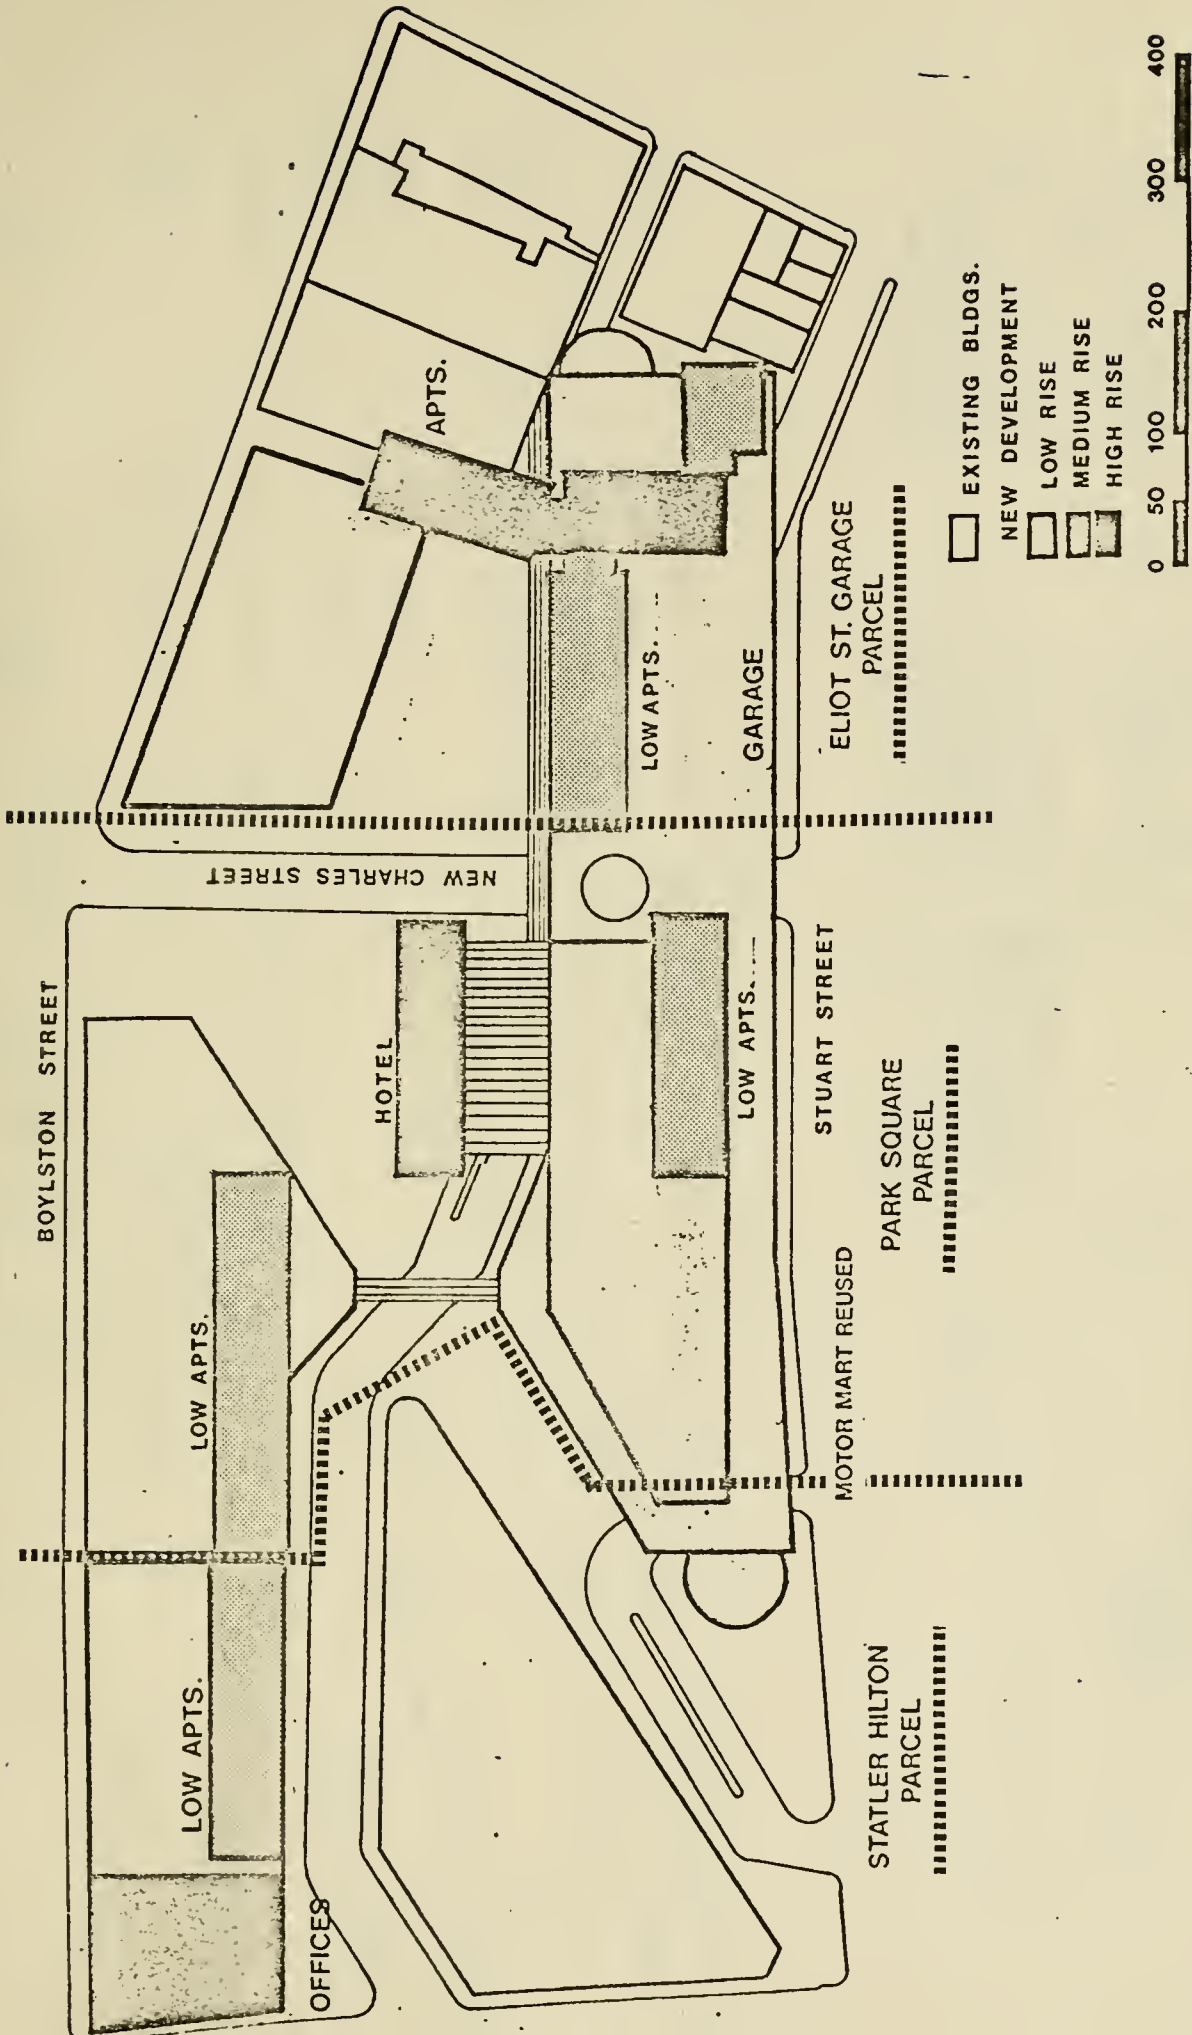 BOYLSTON STREET
NEW CHARLES STREET
APTS.
HOTEL
LOW APTS.
LOW APTS.
OFFICES
LOW APTS.
GARAGE
LOW APTS.
STUART STREET
MOTOR MART REUSED
STATLER HILTON
PARCEL
PARK SQUARE
PARCEL
ELIOT ST. GARAGE
PARCEL
EXISTING BLDGS.
NEW DEVELOPMENT
LOW RISE
MEDIUM RISE
HIGH RISE
0 50 100 200 300 400